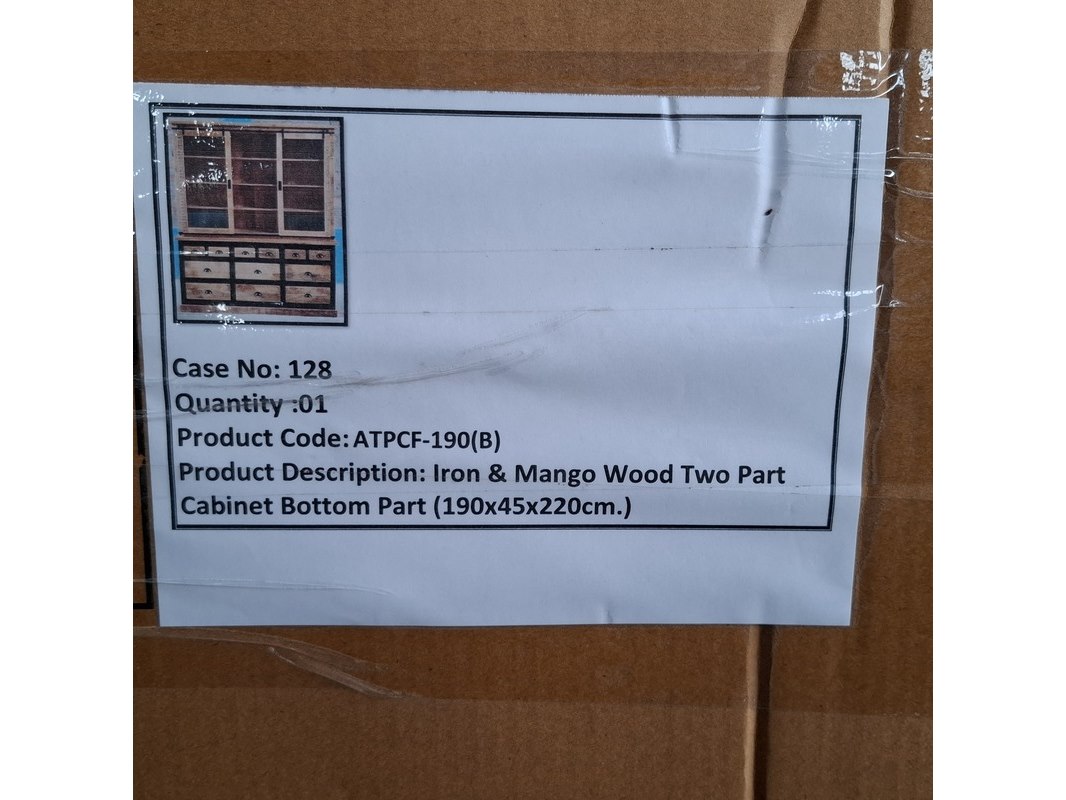 Case No: 128
Quantity :01
Product Code: ATPCF-190(B)
Product Description: Iron & Mango Wood Two Part
Cabinet Bottom Part (190x45x220cm.)